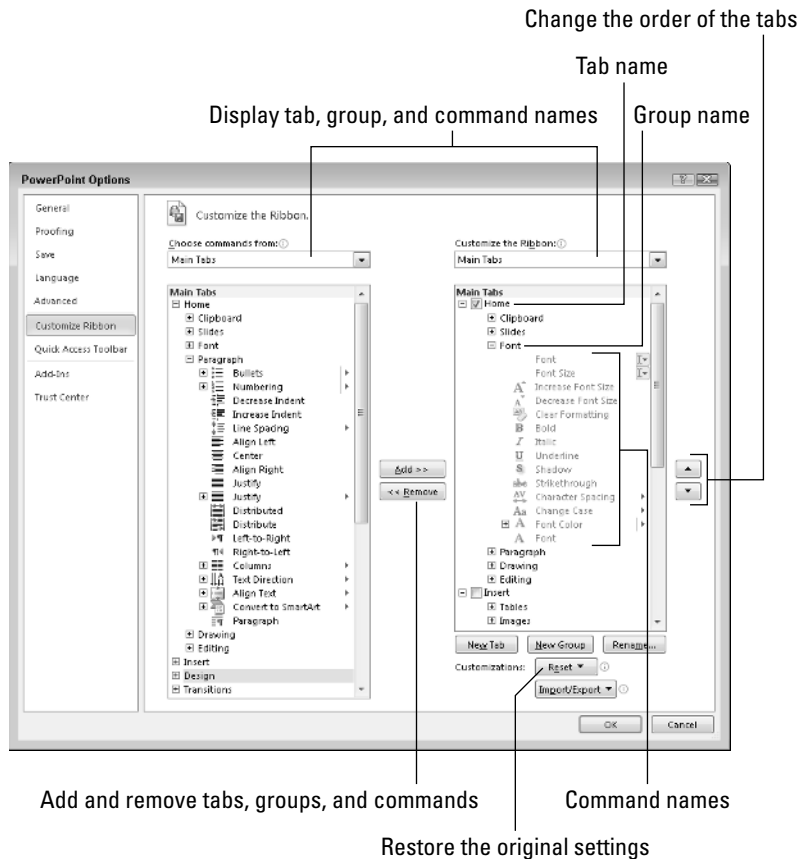 Change the order of the tabs
Tab name
Display tab, group, and command names
Group name
PowerPoint Options
General
Proofing
Save
Language
Advanced
Customize Ribbon
Quick Access Toolbar
Add-Ins
Trust Center
Customize the Ribbon.
Choose commands from:
Main Tabs
Main Tabs
Home
Clipboard
Slides
Font
Paragraph
Bullets
Numbering
Decrease Indent
Increase Indent
Line Spacing
Align Left
Center
Align Right
Justify
Justify
Distributed
Distribute
Left-to-Right
Right-to-Left
Columns
Text Direction
Align Text
Convert to SmartArt
Paragraph
Drawing
Editing
Insert
Design
Transitions
Add >>
<< Remove
Customize the Ribbon:
Main Tabs
Main Tabs
Home
Clipboard
Slides
Font
Font
Font Size
Increase Font Size
Decrease Font Size
Clear Formatting
B Bold
I Italic
U Underline
S Shadow
abc Strikethrough
AV Character Spacing
Aa Change Case
A Font Color
A Font
Paragraph
Drawing
Editing
Insert
Tables
Images
New Tab New Group Rename...
Customizations: Reset
Import/Export
OK Cancel
Add and remove tabs, groups, and commands
Command names
Restore the original settings